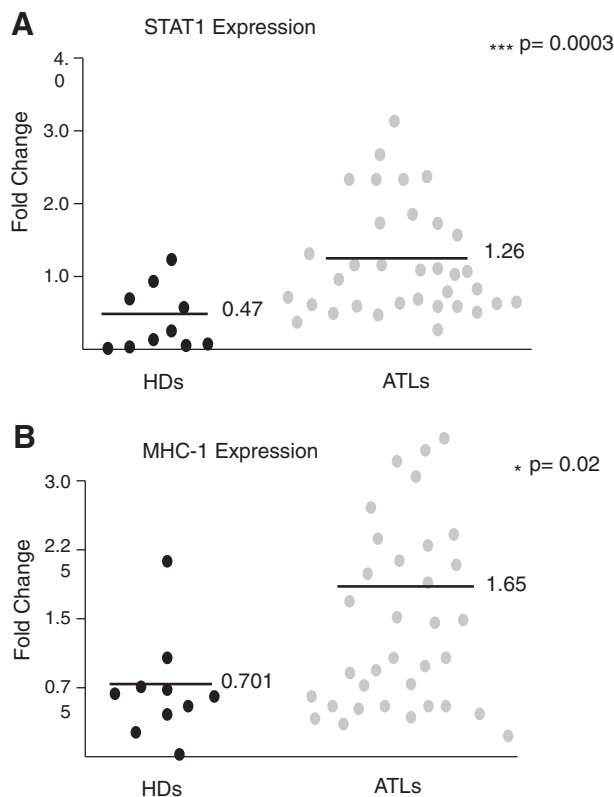 A
STAT1 Expression
*** p= 0.0003
4.
0
3.0
2.0
1.0
Fold Change
1.26
0.47
HDs
ATLs
B
MHC-1 Expression
* p= 0.02
3.0
2.2
5
1.5
0.7
5
Fold Change
1.65
0.701
HDs
ATLs